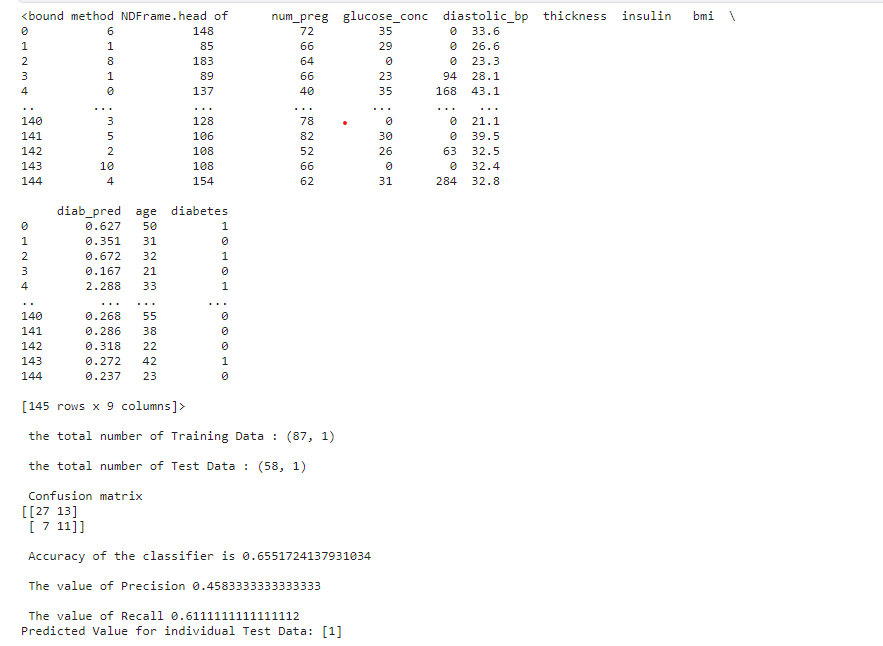 <bound method NDFrame.head of      num_preg  glucose_conc  diastolic_bp  thickness  insulin   bmi  \
0           6           148            72         35        0  33.6
1           1            85            66         29        0  26.6
2           8           183            64          0        0  23.3
3           1            89            66         23       94  28.1
4           0           137            40         35      168  43.1
..        ...           ...           ...        ...      ...   ...
140         3           128            78          0        0  21.1
141         5           106            82         30        0  39.5
142         2           108            52         26       63  32.5
143        10           108            66          0        0  32.4
144         4           154            62         31      284  32.8
     diab_pred  age  diabetes
0        0.627   50         1
1        0.351   31         0
2        0.672   32         1
3        0.167   21         0
4        2.288   33         1
..         ...  ...       ...
140      0.268   55         0
141      0.286   38         0
142      0.318   22         0
143      0.272   42         1
144      0.237   23         0
[145 rows x 9 columns]>
the total number of Training Data : (87, 1)
the total number of Test Data : (58, 1)
Confusion matrix
[[27 13]
[ 7 11]]
Accuracy of the classifier is 0.6551724137931034
The value of Precision 0.4583333333333333
The value of Recall 0.6111111111111112
Predicted Value for individual Test Data: [1]